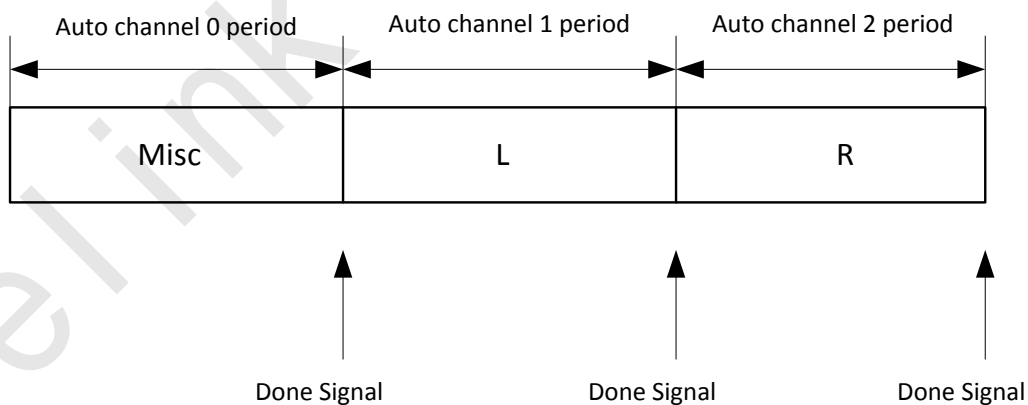 Auto channel 0 period
Auto channel 1 period
Auto channel 2 period
Misc
L
R
Done Signal
Done Signal
Done Signal
elink